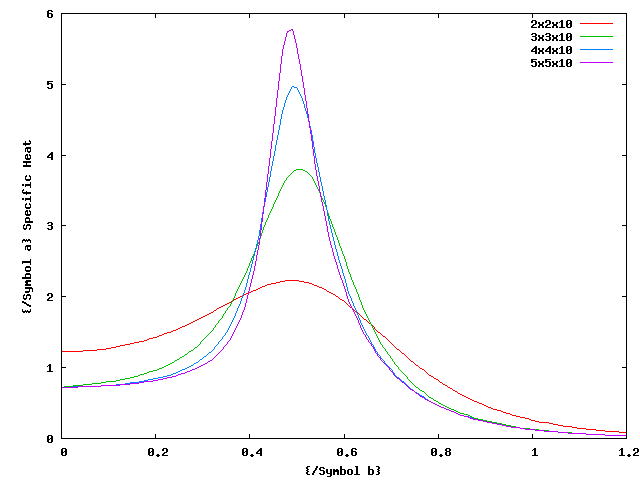 6
5
4
3
2
1
0
{/Symbol a} Specific Heat
2x2x10
3x3x10
4x4x10
5x5x10
0 0.2 0.4 0.6 0.8 1 1.2
{/Symbol b}